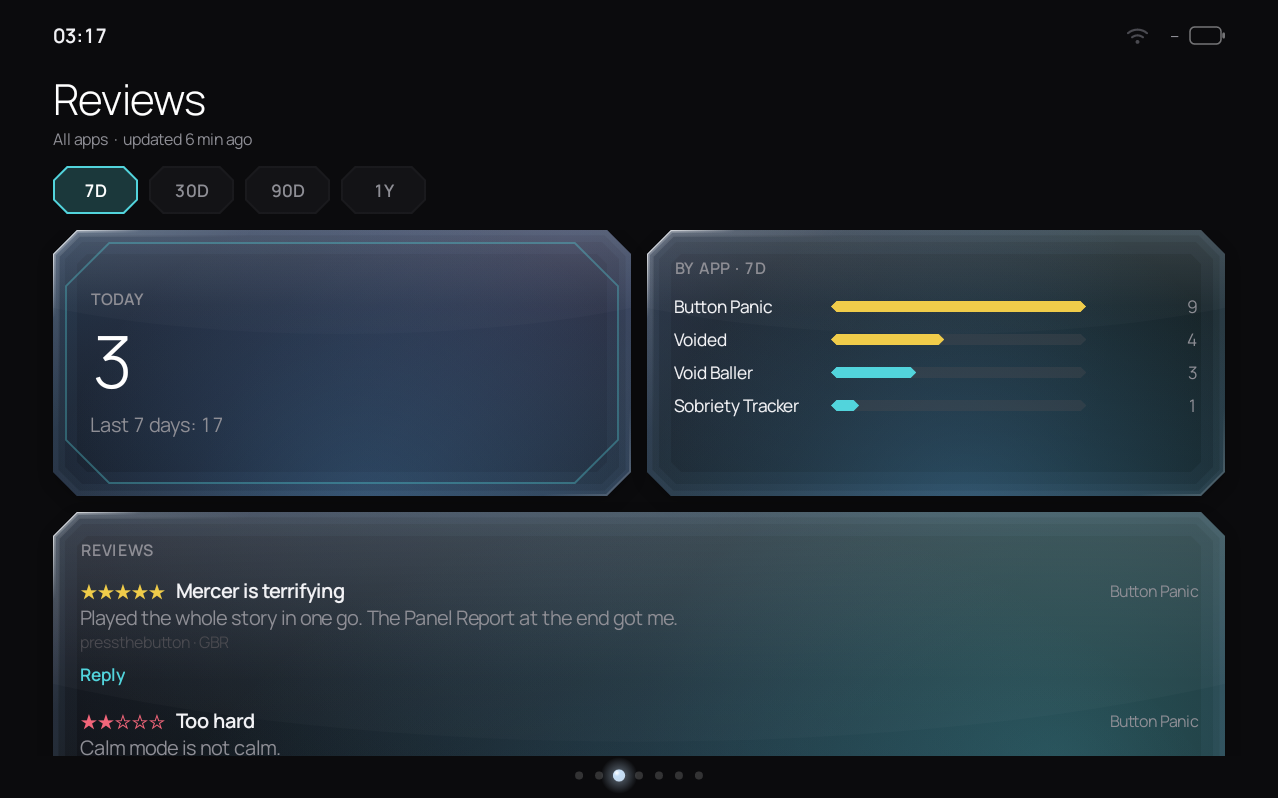 03:17
–
Reviews
All apps · updated 6 min ago
7D 30D 90D 1Y
TODAY
3
Last 7 days: 17
BY APP · 7D
Button Panic 9
Voided 4
Void Baller 3
Sobriety Tracker 1
REVIEWS
★★★★★ Mercer is terrifying Button Panic
Played the whole story in one go. The Panel Report at the end got me.
pressthebutton · GBR
Reply
★★☆☆☆ Too hard Button Panic
Calm mode is not calm.